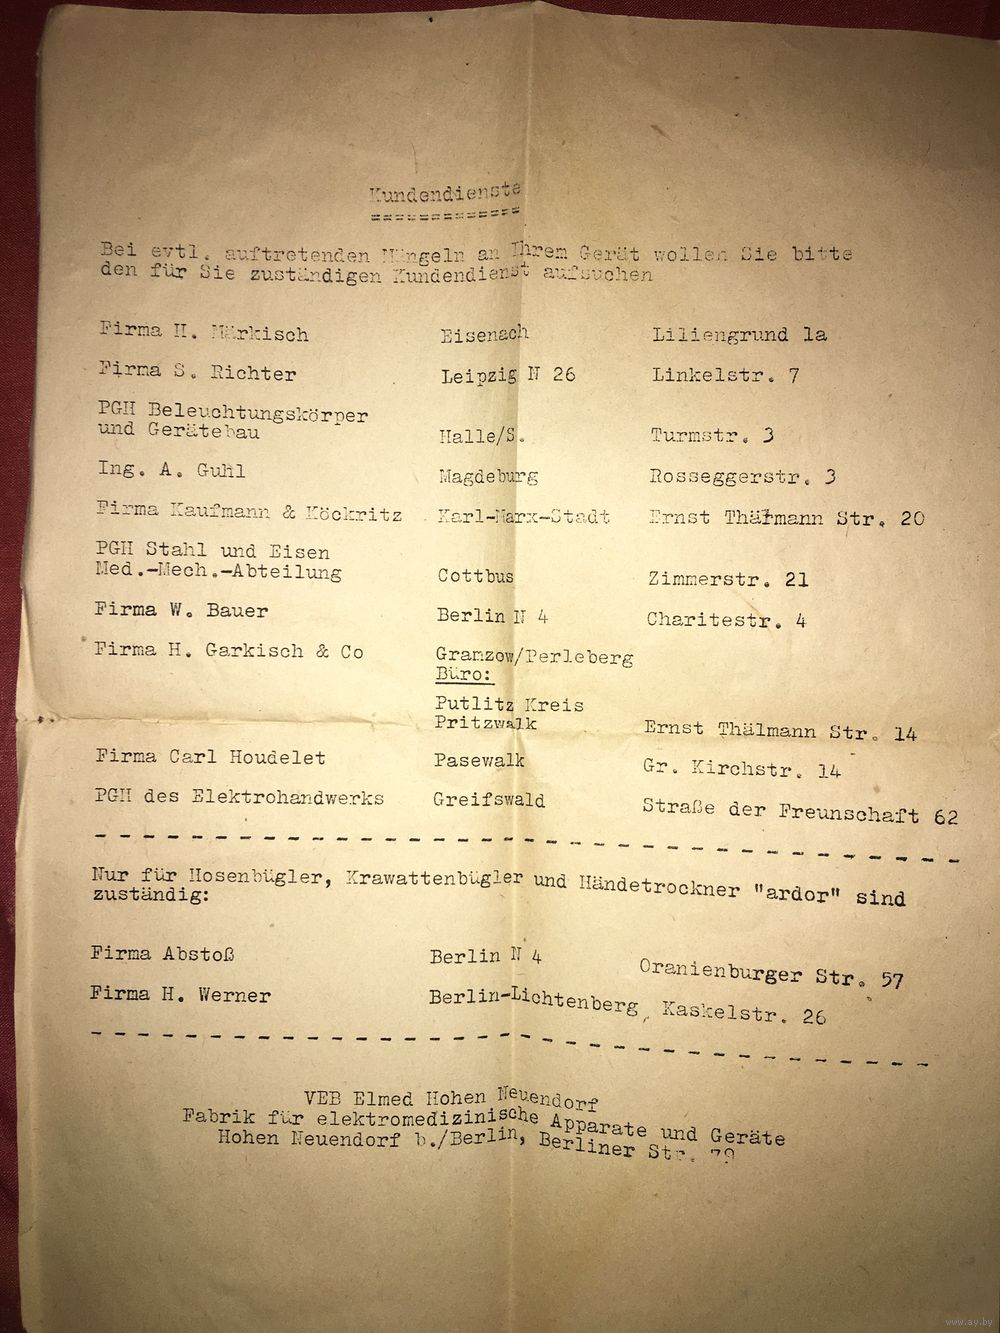 Kundendienste
============
Bei evtl. auftretenden Mängeln an Ihrem Gerät wollen Sie bitte
den für Sie zuständigen Kundendienst aufsuchen
Firma H. Märkisch Eisenach Liliengrund 1a
Firma S. Richter Leipzig N 26 Linkelstr. 7
PGH Beleuchtungskörper
und Gerätebau Halle/S. Turmstr. 3
Ing. A. Guhl Magdeburg Rosseggerstr. 3
Firma Kaufmann & Köckritz Karl-Marx-Stadt Ernst Thälmann Str. 20
PGH Stahl und Eisen
Med.-Mech.-Abteilung Cottbus Zimmerstr. 21
Firma W. Bauer Berlin N 4 Charitestr. 4
Firma H. Garkisch & Co Gramzow/Perleberg
Büro:
Putlitz Kreis
Pritzwalk Ernst Thälmann Str. 14
Firma Carl Houdelet Pasewalk Gr. Kirchstr. 14
PGH des Elektrohandwerks Greifswald Straße der Freunschaft 62
Nur für Hosenbügler, Krawattenbügler und Händetrockner "ardor" sind
zuständig:
Firma Abstoß Berlin N 4 Oranienburger Str. 57
Firma H. Werner Berlin-Lichtenberg, Kaskelstr. 26
VEB Elmed Hohen Neuendorf
Fabrik für elektromedizinische Apparate und Geräte
Hohen Neuendorf b./Berlin, Berliner Str.
www.ay.by